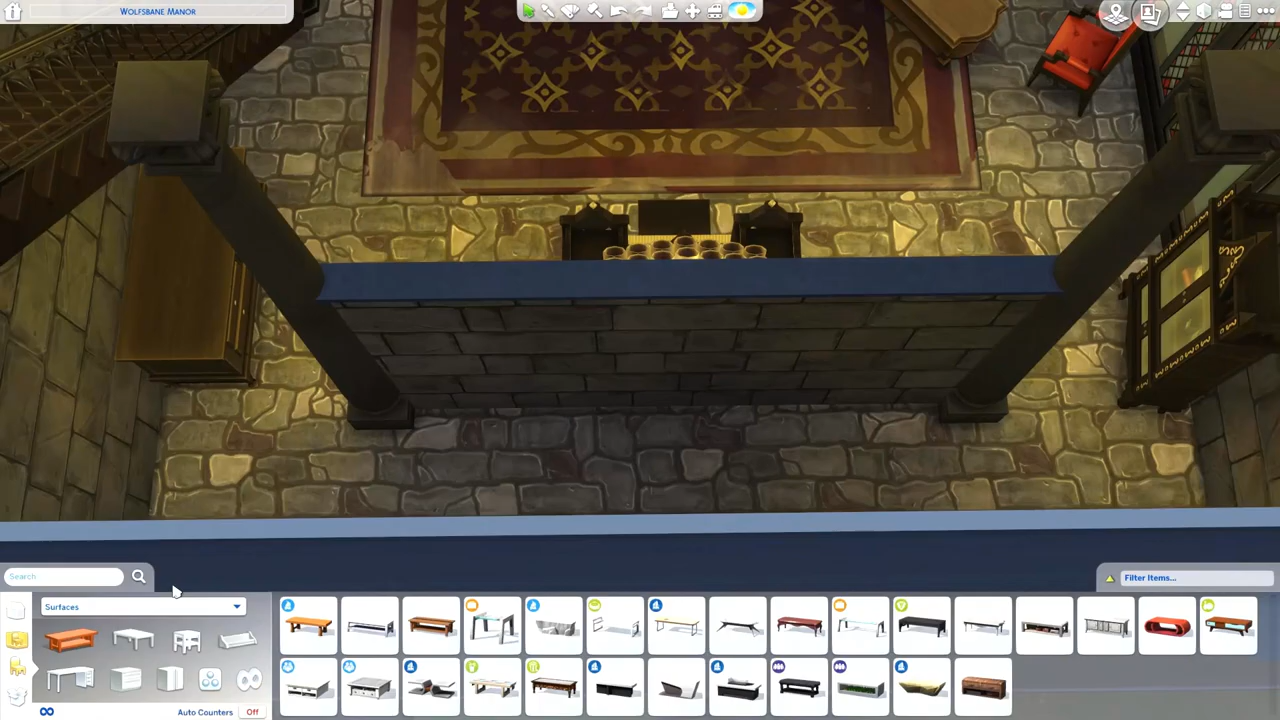 Wolfsbane Manor
Search
Filter Items...
Surfaces
Auto Counters
Off